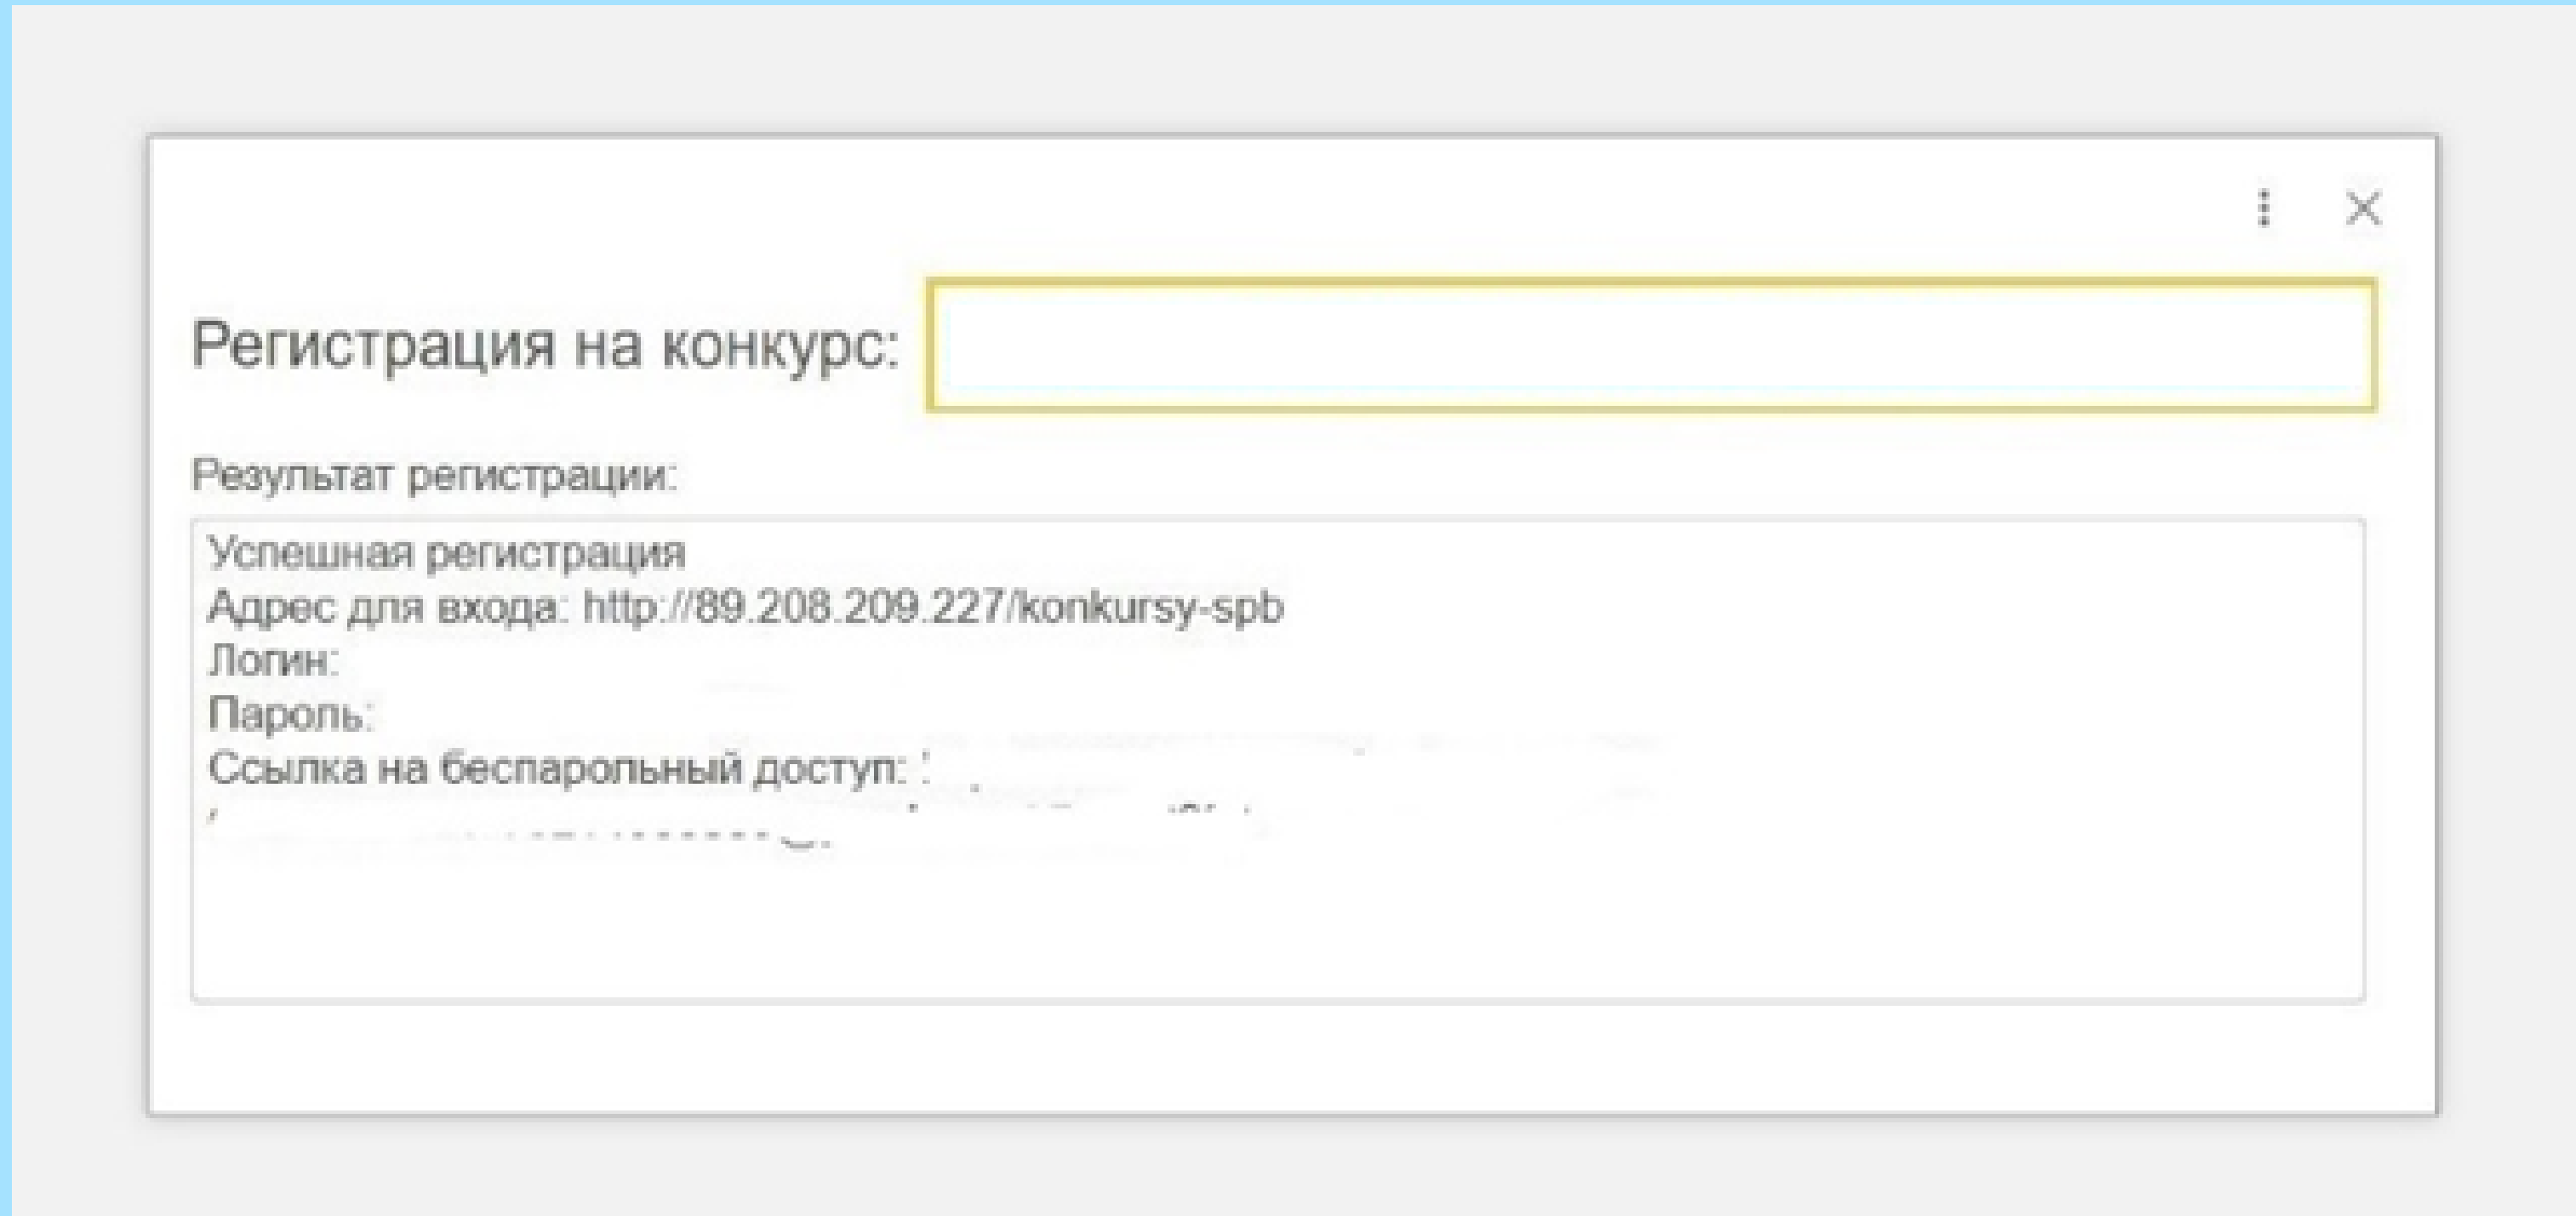 Регистрация на конкурс:
Результат регистрации:
Успешная регистрация
Адрес для входа: http://89.208.209.227/konkursy-spb
Логин:
Пароль:
Ссылка на беспарольный доступ: